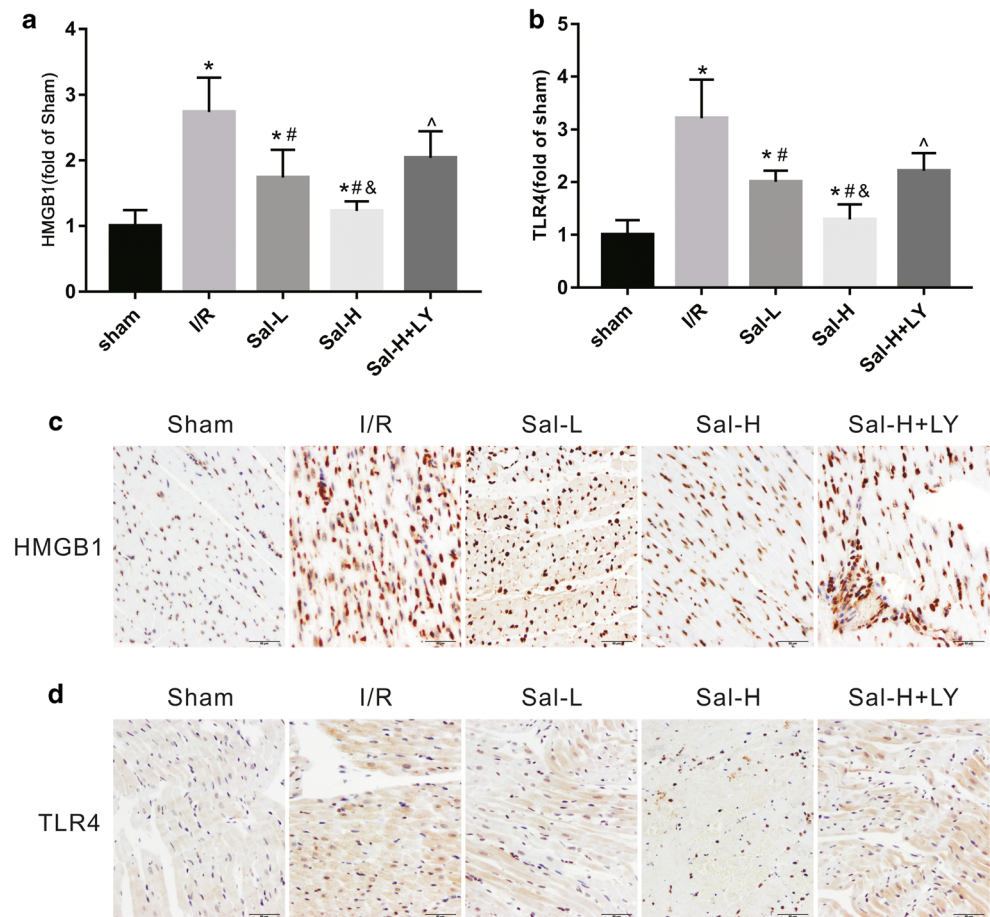 a
HMGB1(fold of Sham)
4
3
2
1
0
*
* #
*#&
^
sham
I/R
Sal-L
Sal-H
Sal-H+LY
b
TLR4(fold of sham)
5
4
3
2
1
0
*
* #
*#&
^
sham
I/R
Sal-L
Sal-H
Sal-H+LY
c
Sham I/R Sal-L Sal-H Sal-H+LY
HMGB1
d
Sham I/R Sal-L Sal-H Sal-H+LY
TLR4